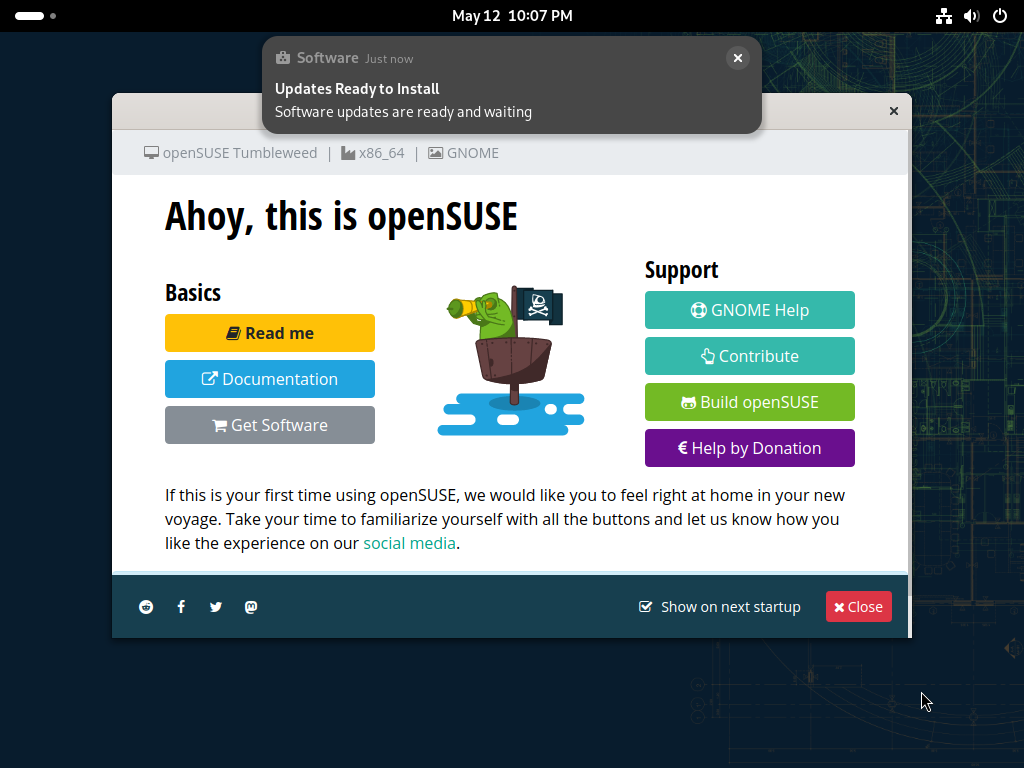 May 12 10:07 PM
Software Just now
Updates Ready to Install
Software updates are ready and waiting
openSUSE Tumbleweed | x86_64 | GNOME
Ahoy, this is openSUSE
Basics
Read me
Documentation
Get Software
Support
GNOME Help
Contribute
Build openSUSE
Help by Donation
If this is your first time using openSUSE, we would like you to feel right at home in your new
voyage. Take your time to familiarize yourself with all the buttons and let us know how you
like the experience on our social media.
Show on next startup
Close